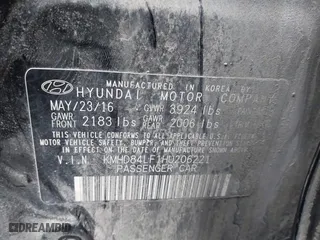 MANUFACTURED IN KOREA BY
HYUNDAI MOTOR COMP
MAY/23/16 GVWR 3924 lbs
GAWR FRONT 2183 lbs GAWR 2006 lbs
THIS VEHICLE CONFORMS TO ALL APPLICABLE U.S. FEDERAL
MOTOR VEHICLE SAFETY, BUMPER, AND THEFT PREVENTION
IN EFFECT ON THE DATE OF MANUFACTURE SHOWN ABOVE.
V.I.N. KMHD84LF1HU206221
PASSENGER CAR
DREAMBID